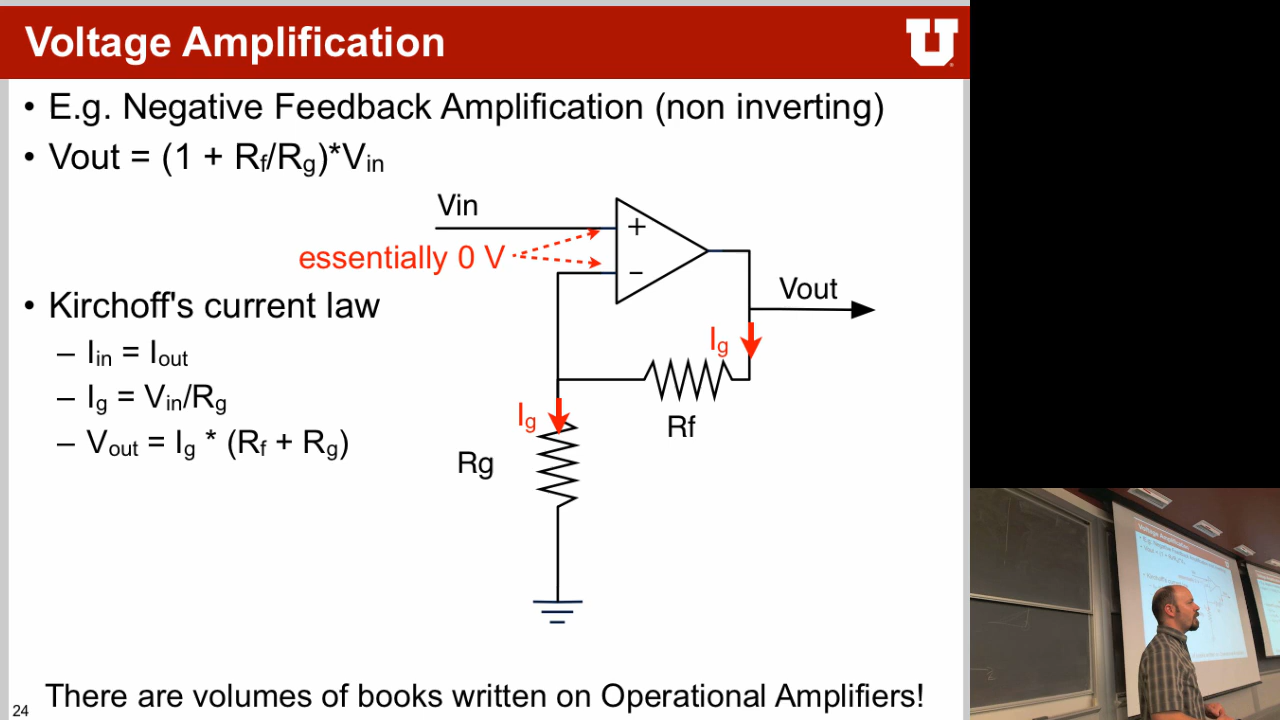 Voltage Amplification
U
• E.g. Negative Feedback Amplification (non inverting)
• Vout = (1 + Rf/Rg)*Vin
Vin
+
essentially 0 V
−
Vout
• Kirchoff's current law
– Iin = Iout
Ig
– Ig = Vin/Rg
Ig
Rf
– Vout = Ig * (Rf + Rg)
Rg
There are volumes of books written on Operational Amplifiers!
24
Voltage Amplification